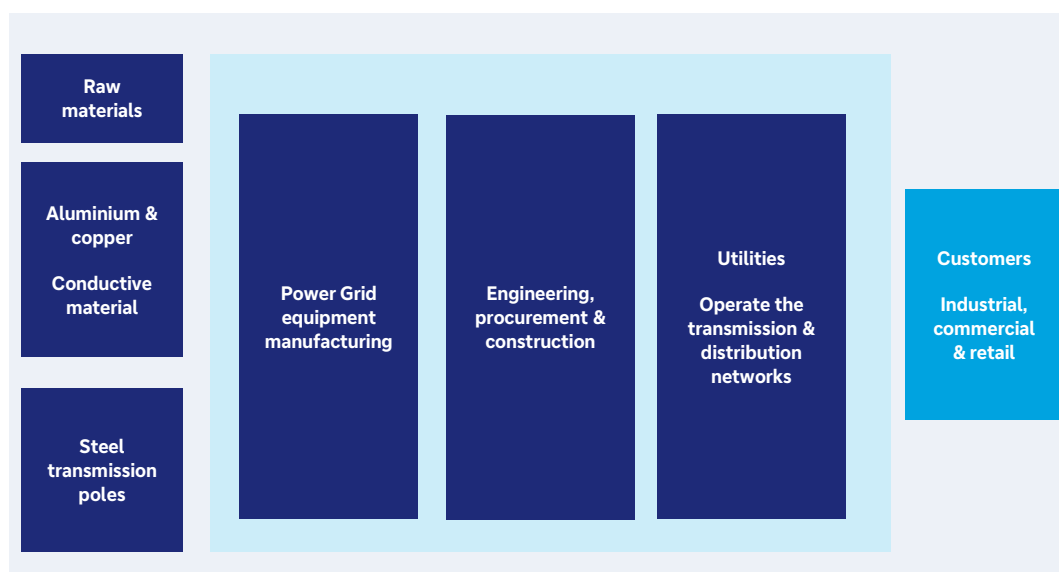 Raw
materials
Aluminium &
copper
Conductive
material
Steel
transmission
poles
Power Grid
equipment
manufacturing
Engineering,
procurement &
construction
Utilities
Operate the
transmission &
distribution
networks
Customers
Industrial,
commercial
& retail